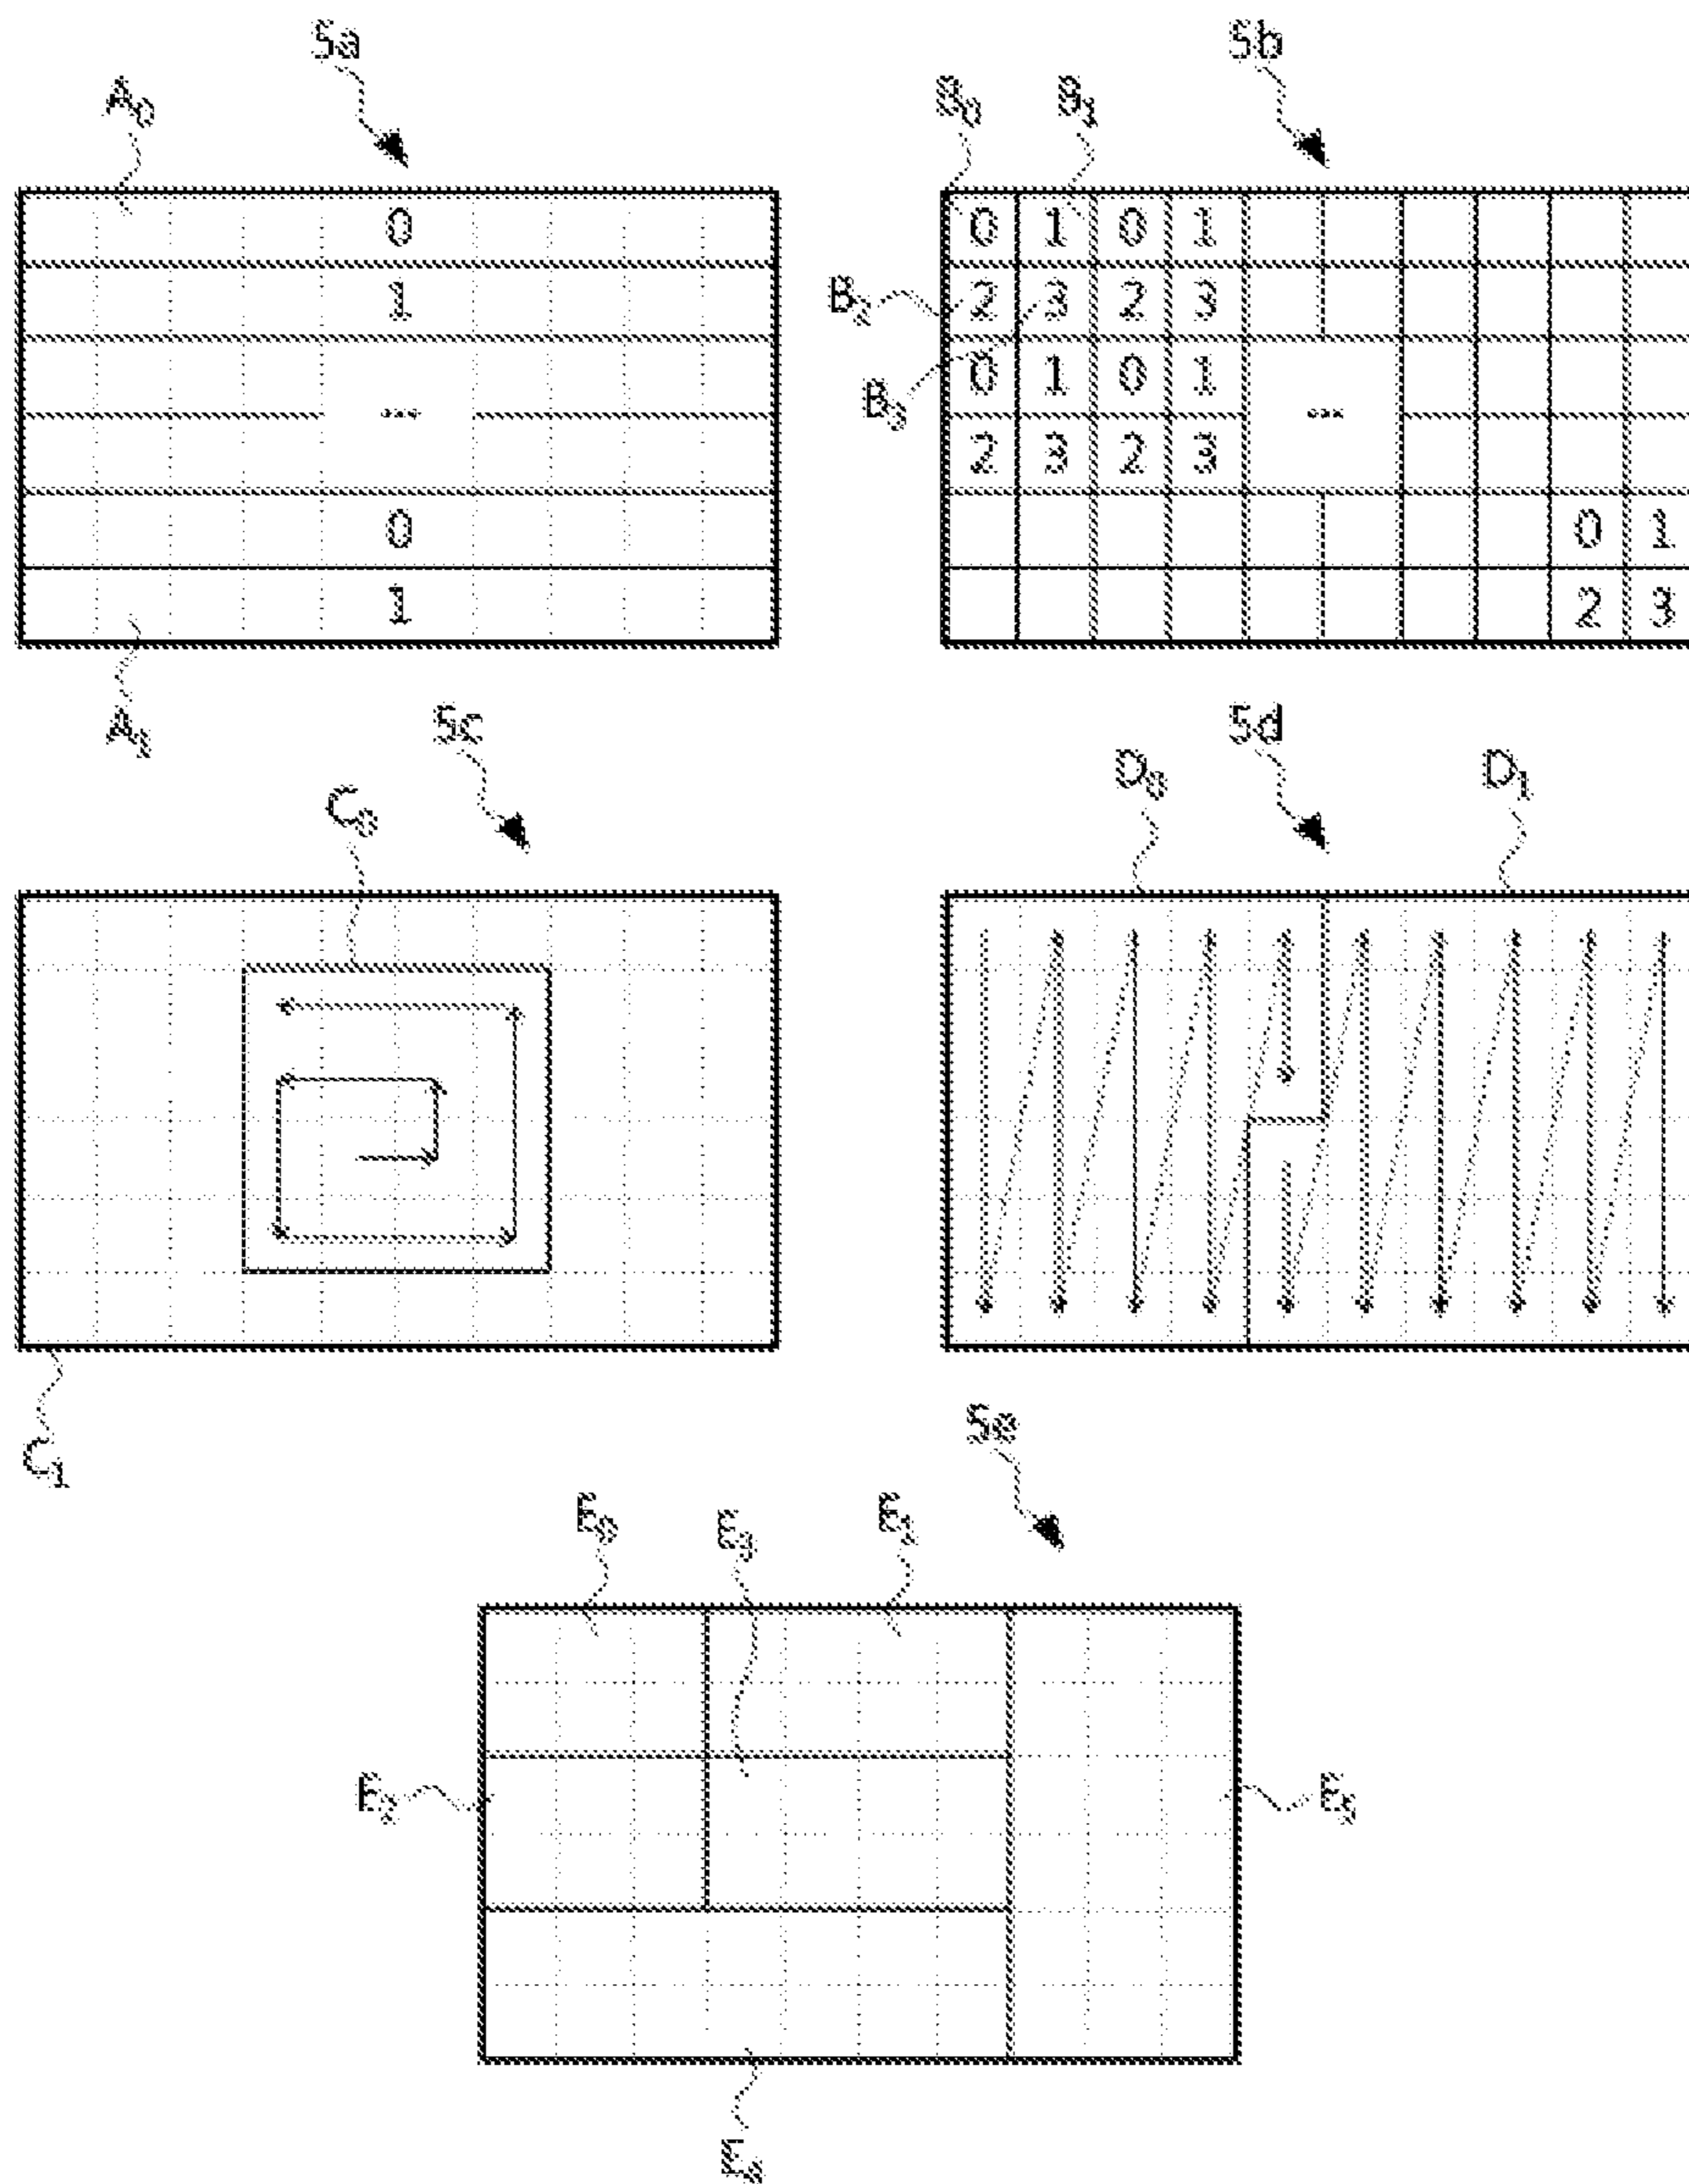 5a 5b
A₀ B₀ B₁
0 0 1 0 1
1 B₂ 2 3 2 3
0 1 0 1
... B₃ ...
2 3 2 3
0 0 1
1 2 3
A₁ 5c 5d
C₀ D₀ D₁
C₁ 5e
E₀ E₃ E₁
E₂ E₅
E₄